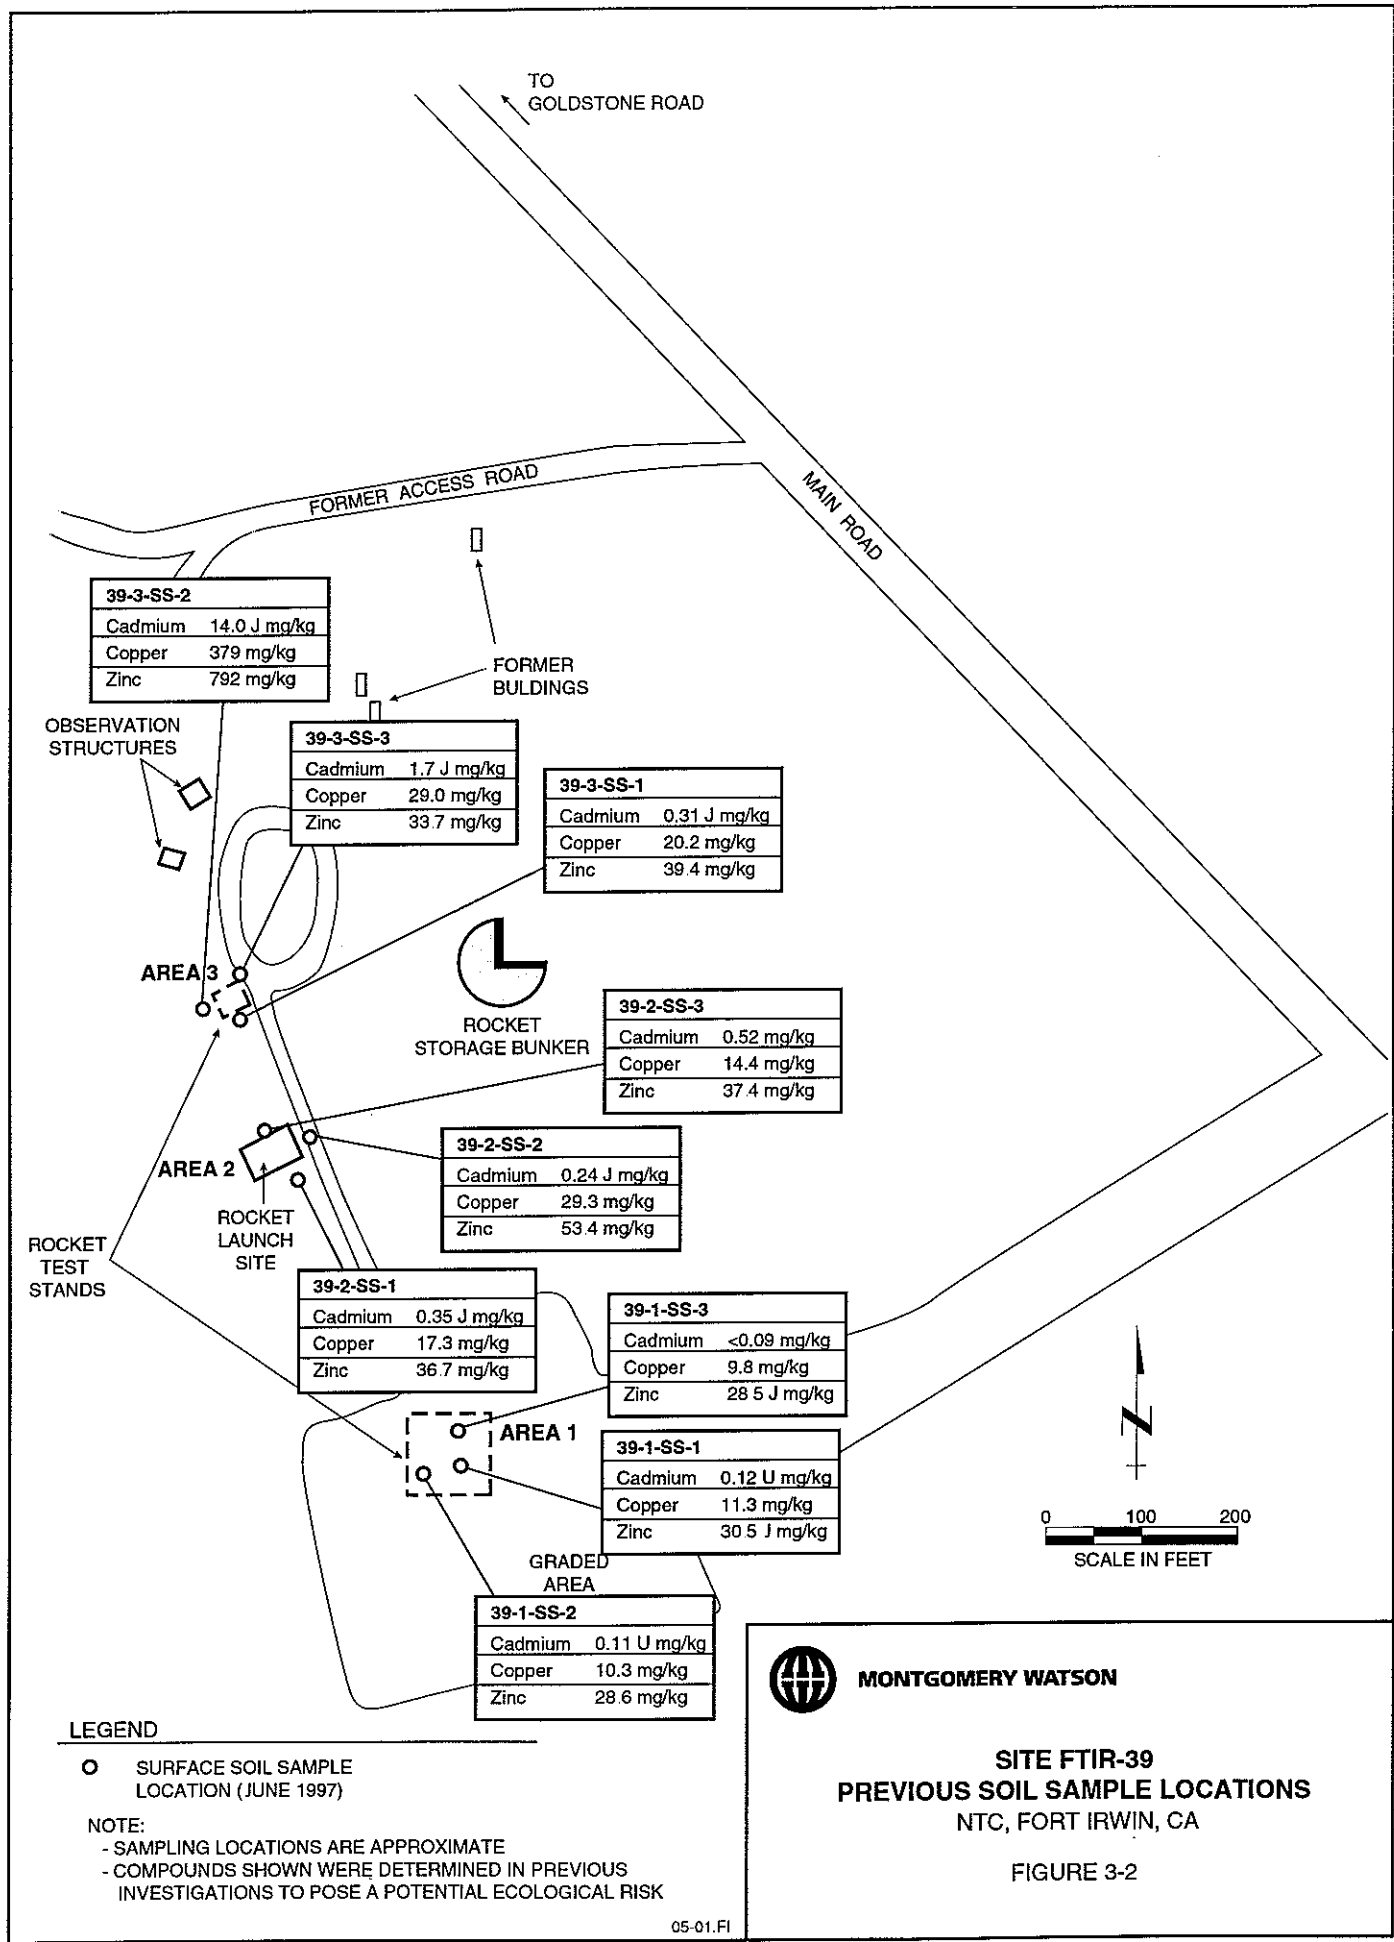 TO
GOLDSTONE ROAD
FORMER ACCESS ROAD
MAIN ROAD
39-3-SS-2
Cadmium 14.0 J mg/kg
Copper 379 mg/kg
Zinc 792 mg/kg
FORMER
BULDINGS
OBSERVATION
STRUCTURES
39-3-SS-3
Cadmium 1.7 J mg/kg
Copper 29.0 mg/kg
Zinc 33.7 mg/kg
39-3-SS-1
Cadmium 0.31 J mg/kg
Copper 20.2 mg/kg
Zinc 39.4 mg/kg
AREA 3
ROCKET
STORAGE BUNKER
39-2-SS-3
Cadmium 0.52 mg/kg
Copper 14.4 mg/kg
Zinc 37.4 mg/kg
39-2-SS-2
Cadmium 0.24 J mg/kg
Copper 29.3 mg/kg
Zinc 53.4 mg/kg
AREA 2
ROCKET
LAUNCH
SITE
ROCKET
TEST
STANDS
39-2-SS-1
Cadmium 0.35 J mg/kg
Copper 17.3 mg/kg
Zinc 36.7 mg/kg
39-1-SS-3
Cadmium <0.09 mg/kg
Copper 9.8 mg/kg
Zinc 28 5 J mg/kg
AREA 1
39-1-SS-1
Cadmium 0.12 U mg/kg
Copper 11.3 mg/kg
Zinc 30 5 J mg/kg
N
0 100 200
SCALE IN FEET
GRADED
AREA
39-1-SS-2
Cadmium 0.11 U mg/kg
Copper 10.3 mg/kg
Zinc 28.6 mg/kg
LEGEND
SURFACE SOIL SAMPLE
LOCATION (JUNE 1997)
NOTE:
- SAMPLING LOCATIONS ARE APPROXIMATE
- COMPOUNDS SHOWN WERE DETERMINED IN PREVIOUS
INVESTIGATIONS TO POSE A POTENTIAL ECOLOGICAL RISK
05-01.FI
MONTGOMERY WATSON
SITE FTIR-39
PREVIOUS SOIL SAMPLE LOCATIONS
NTC, FORT IRWIN, CA
FIGURE 3-2